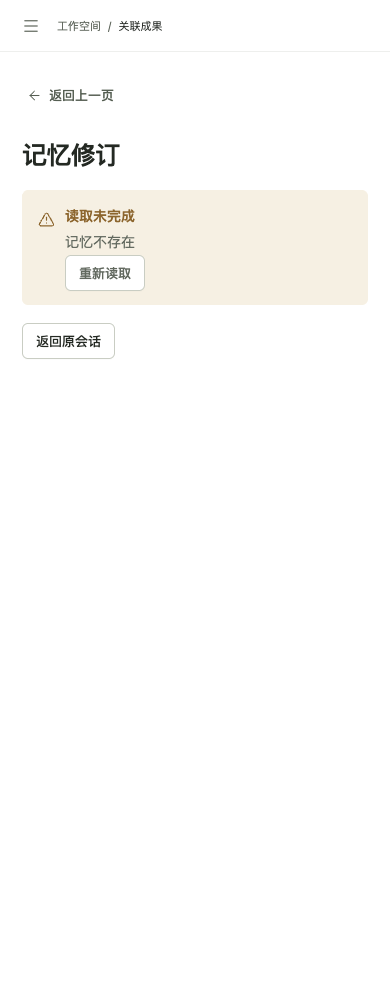 工作空间 / 关联成果
返回上一页
记忆修订
读取未完成
记忆不存在
重新读取
返回原会话